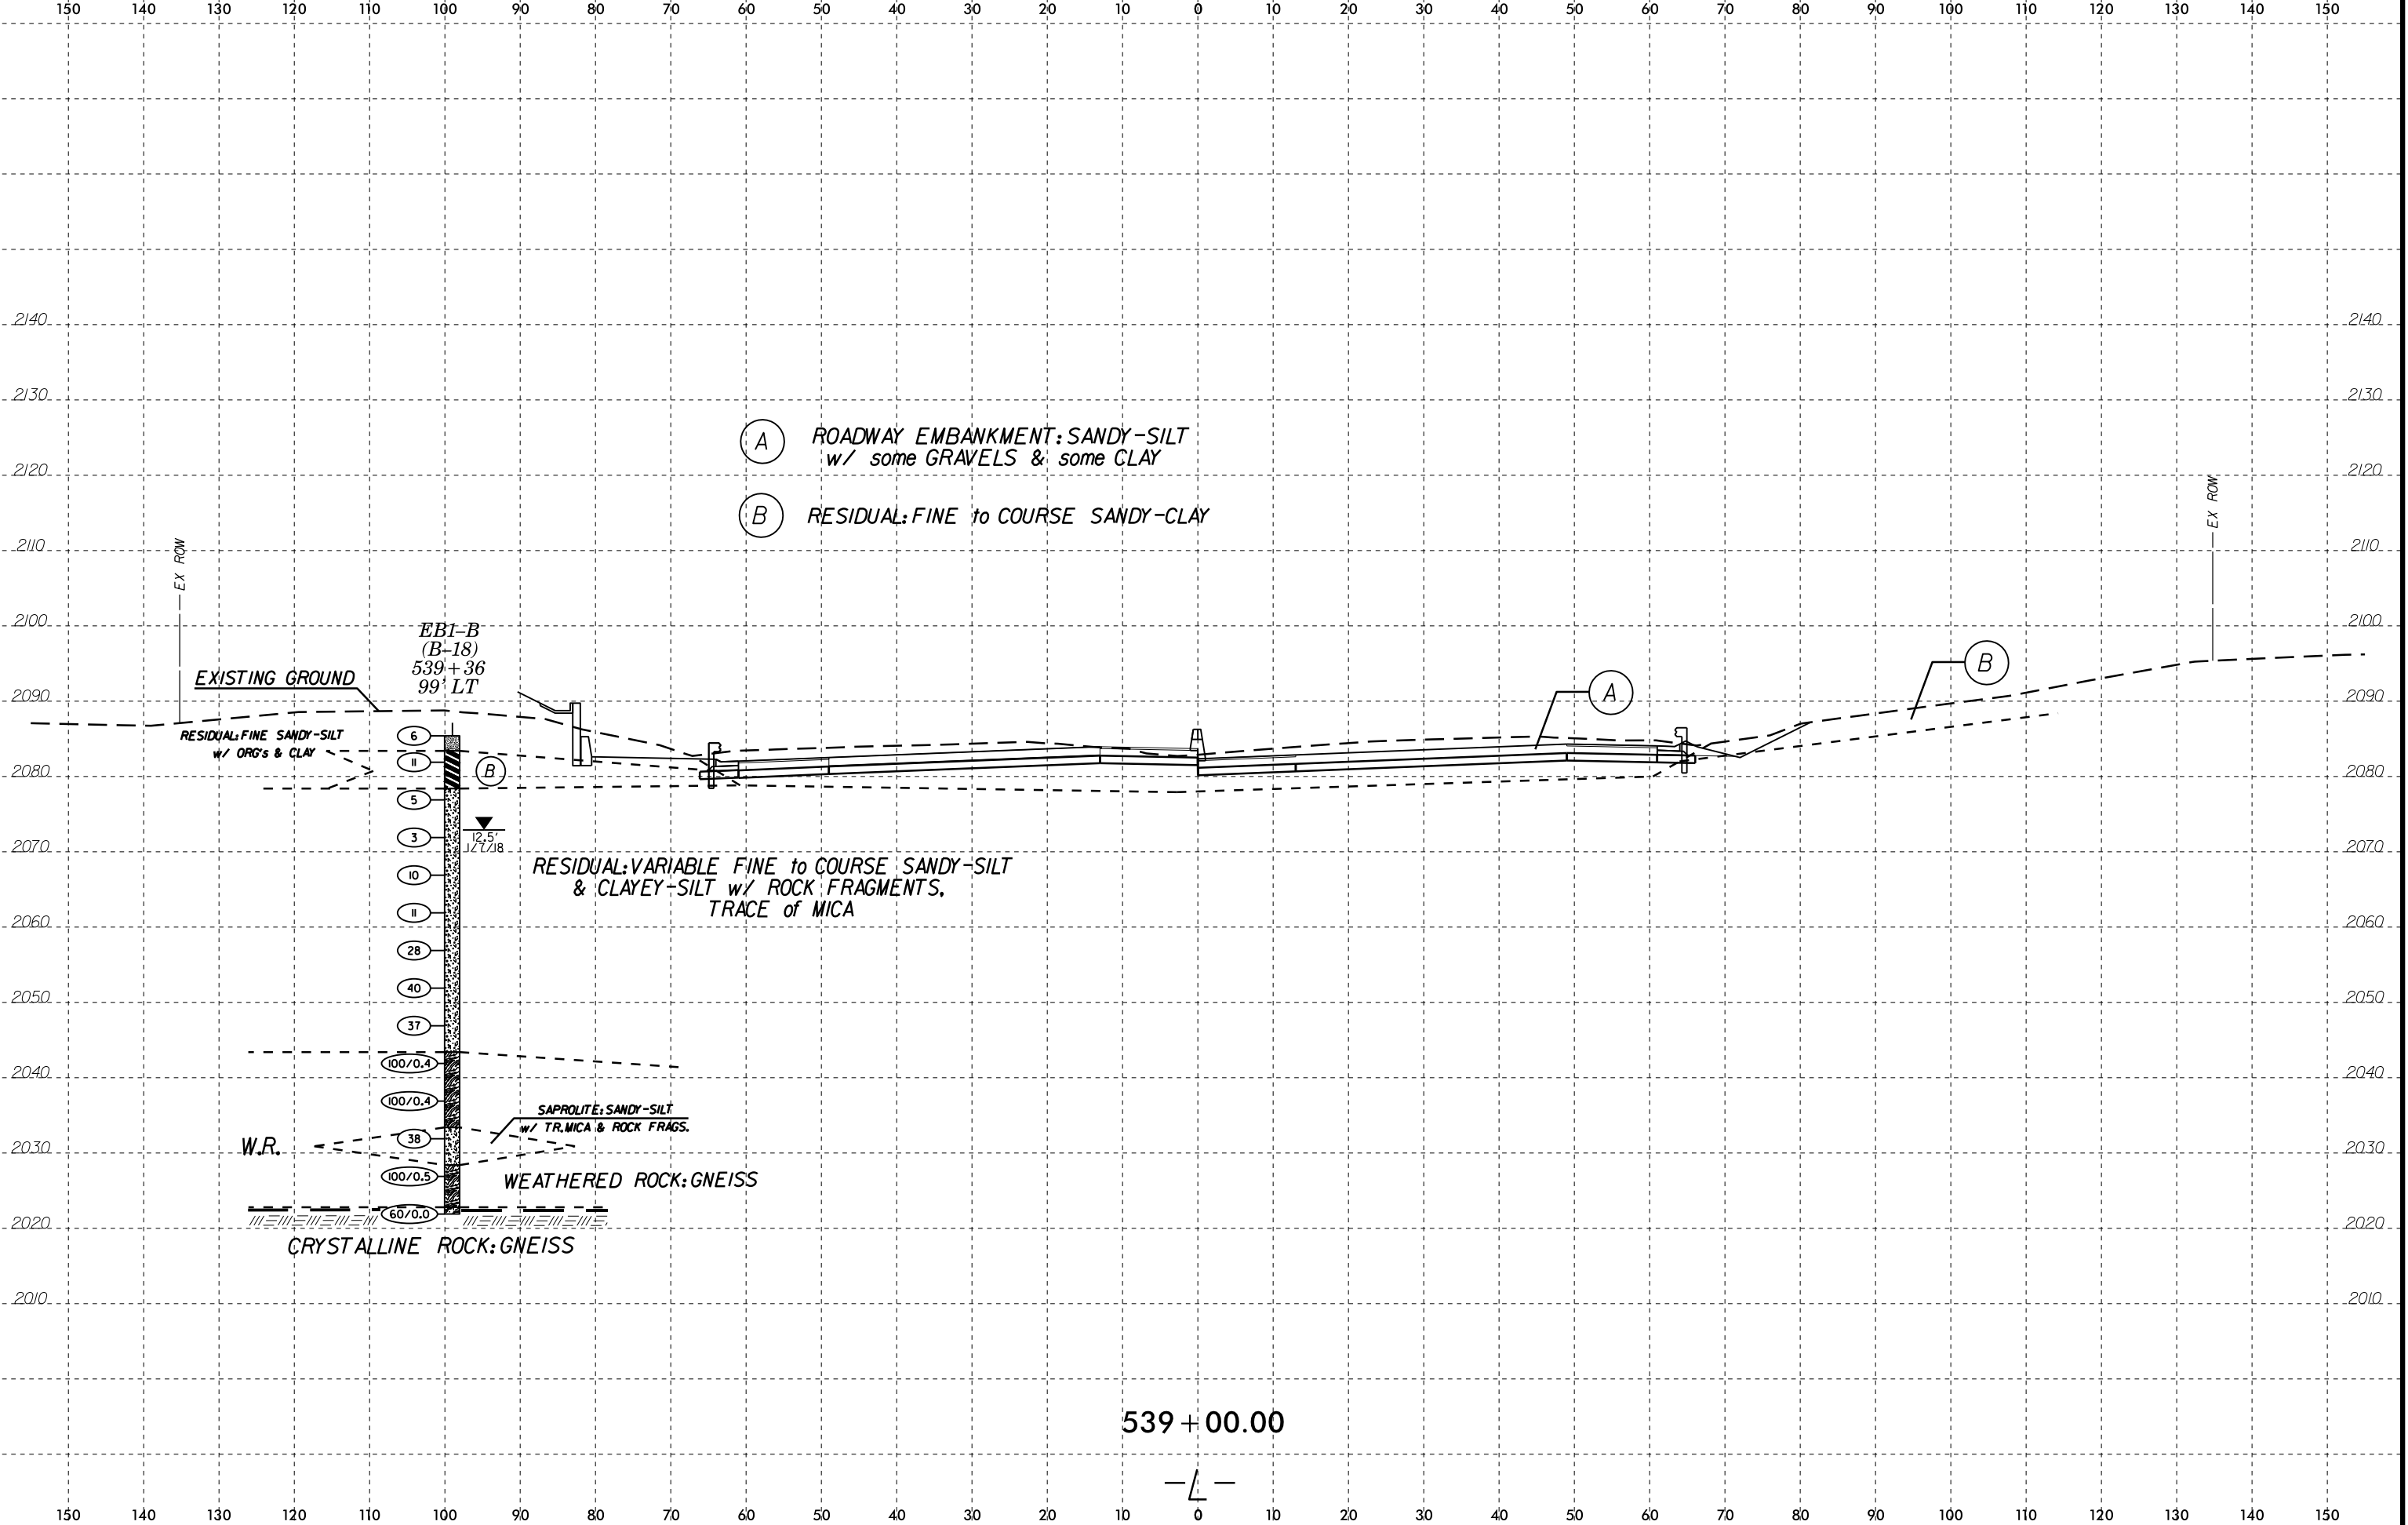 150 140 130 120 110 100 90 80 70 60 50 40 30 20 10 0 10 20 30 40 50 60 70 80 90 100 110 120 130 140 150
2140 2140
2130 2130
A ROADWAY EMBANKMENT: SANDY-SILT
w/ some GRAVELS & some CLAY
2120 2120
B RESIDUAL: FINE to COURSE SANDY-CLAY
EX ROW
EX ROW
2110 2110
2100 2100
EB1-B
(B-18)
539+36
99' LT
EXISTING GROUND
B
A
2090 2090
RESIDUAL: FINE SANDY-SILT
w/ ORG's & CLAY
6
11
B
2080 2080
5
3
12.5'
1/7/18
2070 2070
RESIDUAL: VARIABLE FINE to COURSE SANDY-SILT
& CLAYEY-SILT w/ ROCK FRAGMENTS,
TRACE of MICA
10
11
2060 2060
28
40
2050 2050
37
100/0.4
2040 2040
100/0.4
SAPROLITE: SANDY-SILT
w/ TR. MICA & ROCK FRAGS.
38
W.R.
2030 2030
100/0.5
WEATHERED ROCK: GNEISS
60/0.0
2020 2020
CRYSTALLINE ROCK: GNEISS
2010 2010
539+00.00
-L-
150 140 130 120 110 100 90 80 70 60 50 40 30 20 10 0 10 20 30 40 50 60 70 80 90 100 110 120 130 140 150